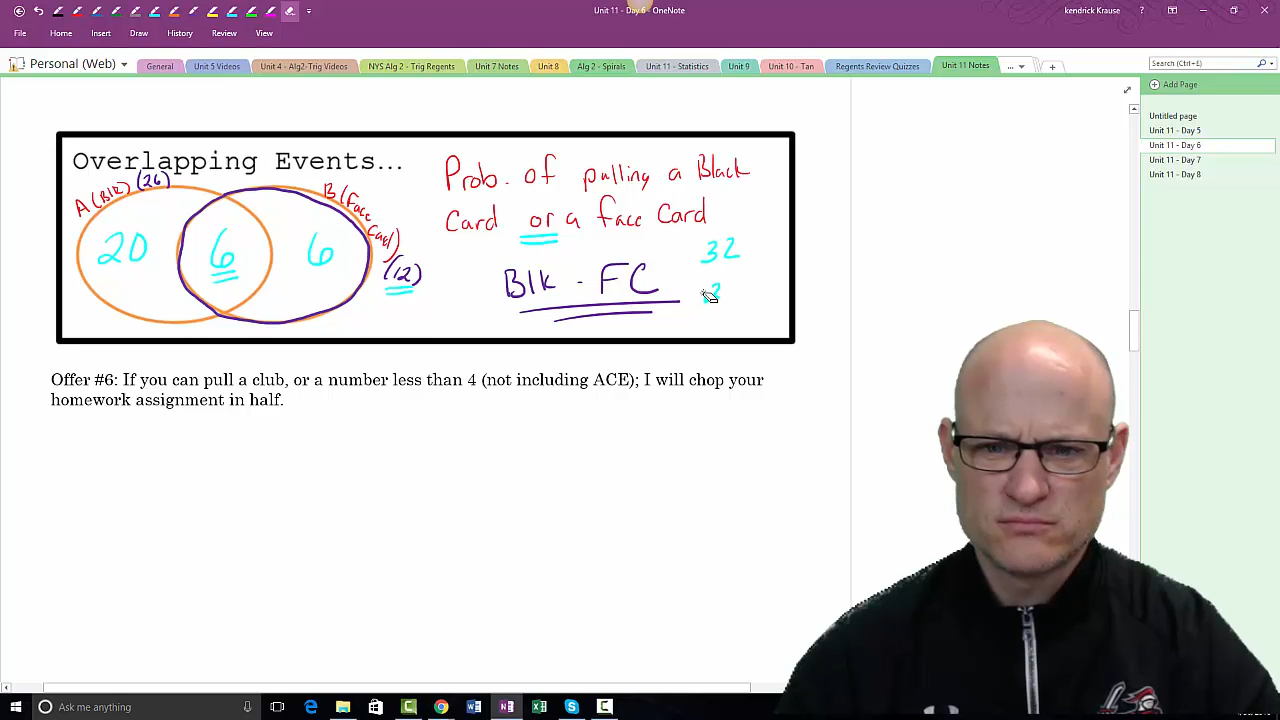 Unit 11 - Day 6 - OneNote
kendrick Krause
File Home Insert Draw History Review View
Personal (Web)
General
Unit 5 Videos
Unit 4 - Alg2-Trig Videos
NYS Alg 2 - Trig Regents
Unit 7 Notes
Unit 8
Alg 2 - Spirals
Unit 11 - Statistics
Unit 9
Unit 10 - Tan
Regents Review Quizzes
Unit 11 Notes
...
Search (Ctrl+E)
Add Page
Untitled page
Unit 11 - Day 5
Unit 11 - Day 6
Unit 11 - Day 7
Unit 11 - Day 8
Overlapping Events...
A (Blk) (26)
B (Face Card)
(12)
20 6 6
Prob. of pulling a Black
Card or a face Card
32
Blk - FC
Offer #6: If you can pull a club, or a number less than 4 (not including ACE); I will chop your
homework assignment in half.
Ask me anything